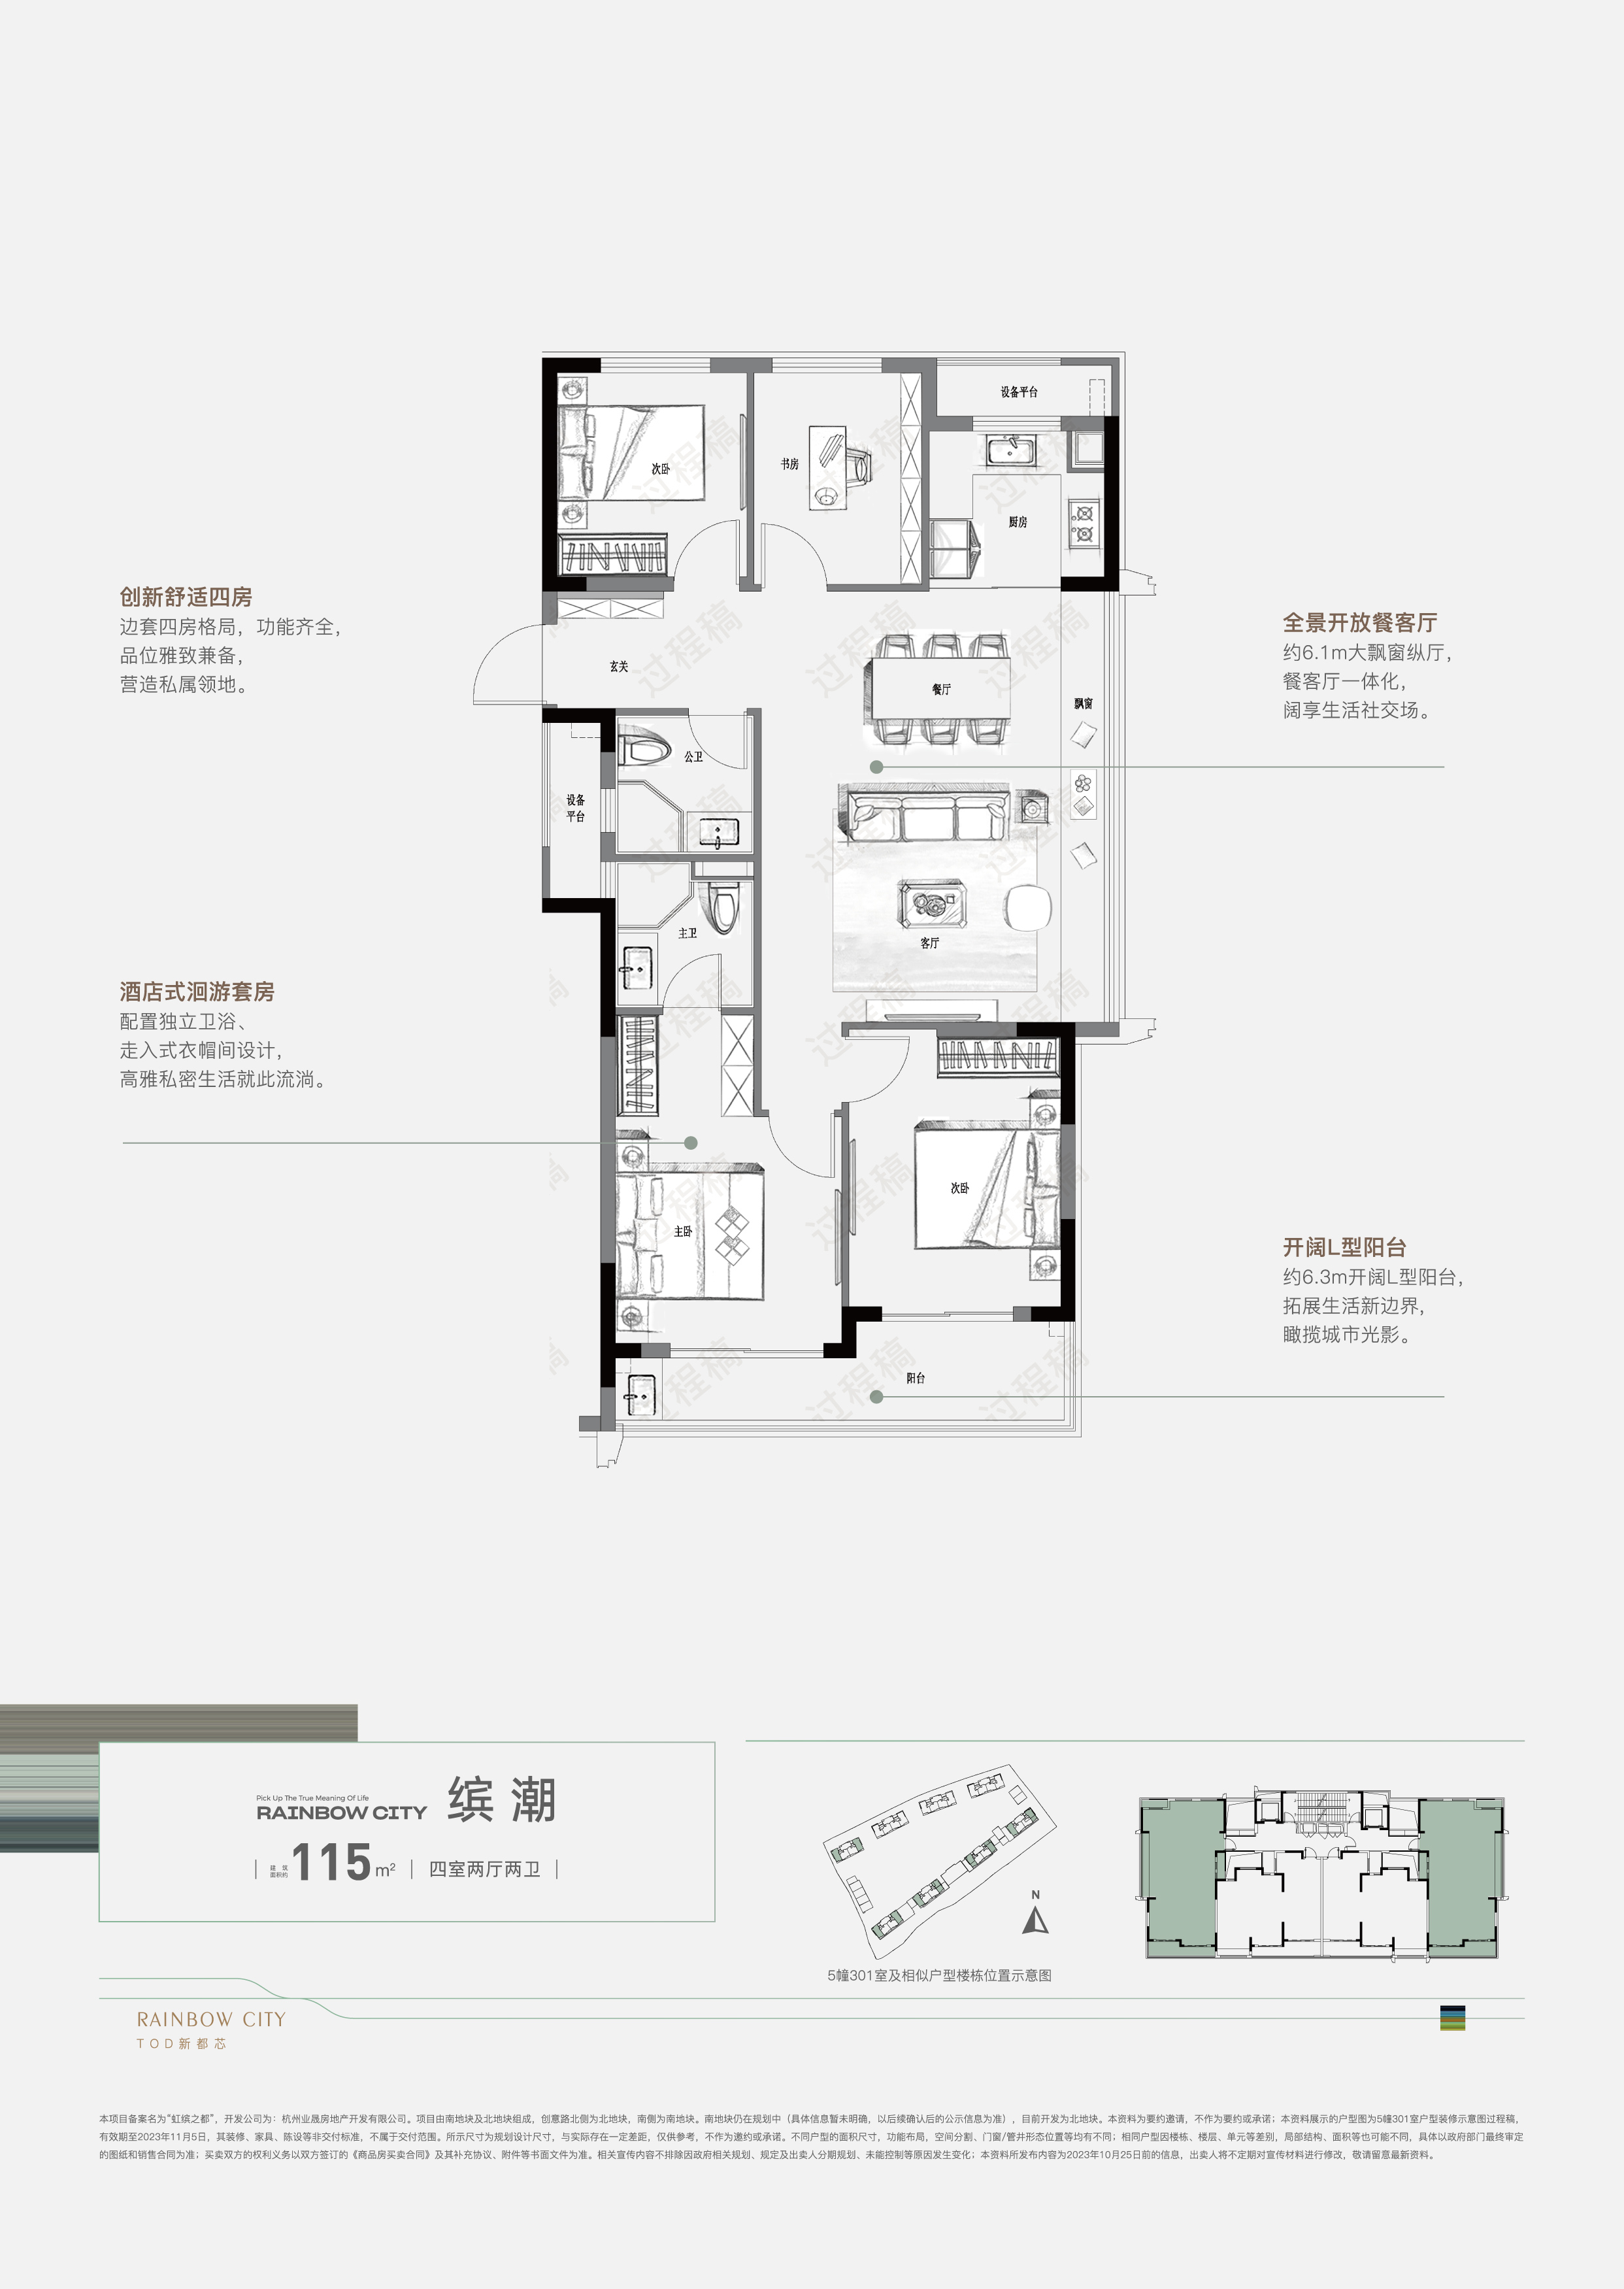 设备平台
次卧
书房
厨房
创新舒适四房
边套四房格局，功能齐全，
品位雅致兼备，
营造私属领地。
玄关
餐厅
飘窗
全景开放餐客厅
约6.1m大飘窗纵厅，
餐客厅一体化，
阔享生活社交场。
公卫
设备
平台
主卫
客厅
酒店式洄游套房
配置独立卫浴、
走入式衣帽间设计，
高雅私密生活就此流淌。
次卧
主卧
开阔L型阳台
约6.3m开阔L型阳台，
拓展生活新边界，
瞰揽城市光影。
阳台
过程稿
Pick Up The True Meaning Of Life
RAINBOW CITY 缤潮
建筑面积约 115m² 四室两厅两卫
N
5幢301室及相似户型楼栋位置示意图
RAINBOW CITY
TOD新都芯
本项目备案名为“虹缤之都”，开发公司为：杭州业晟房地产开发有限公司。项目由南地块及北地块组成，创意路北侧为北地块，南侧为南地块。南地块仍在规划中（具体信息暂未明确，以后续确认后的公示信息为准），目前开发为北地块。本资料为要约邀请，不作为要约或承诺；本资料展示的户型图为5幢301室户型装修示意图过程稿，
有效期至2023年11月5日，其装修、家具、陈设等非交付标准，不属于交付范围。所示尺寸为规划设计尺寸，与实际存在一定差距，仅供参考，不作为邀约或承诺。不同户型的面积尺寸，功能布局，空间分割、门窗/管井形态位置等均有不同；相同户型因楼栋、楼层、单元等差别，局部结构、面积等也可能不同，具体以政府部门最终审定
的图纸和销售合同为准；买卖双方的权利义务以双方签订的《商品房买卖合同》及其补充协议、附件等书面文件为准。相关宣传内容不排除因政府相关规划、规定及出卖人分期规划、未能控制等原因发生变化；本资料所发布内容为2023年10月25日前的信息，出卖人将不定期对宣传材料进行修改，敬请留意最新资料。